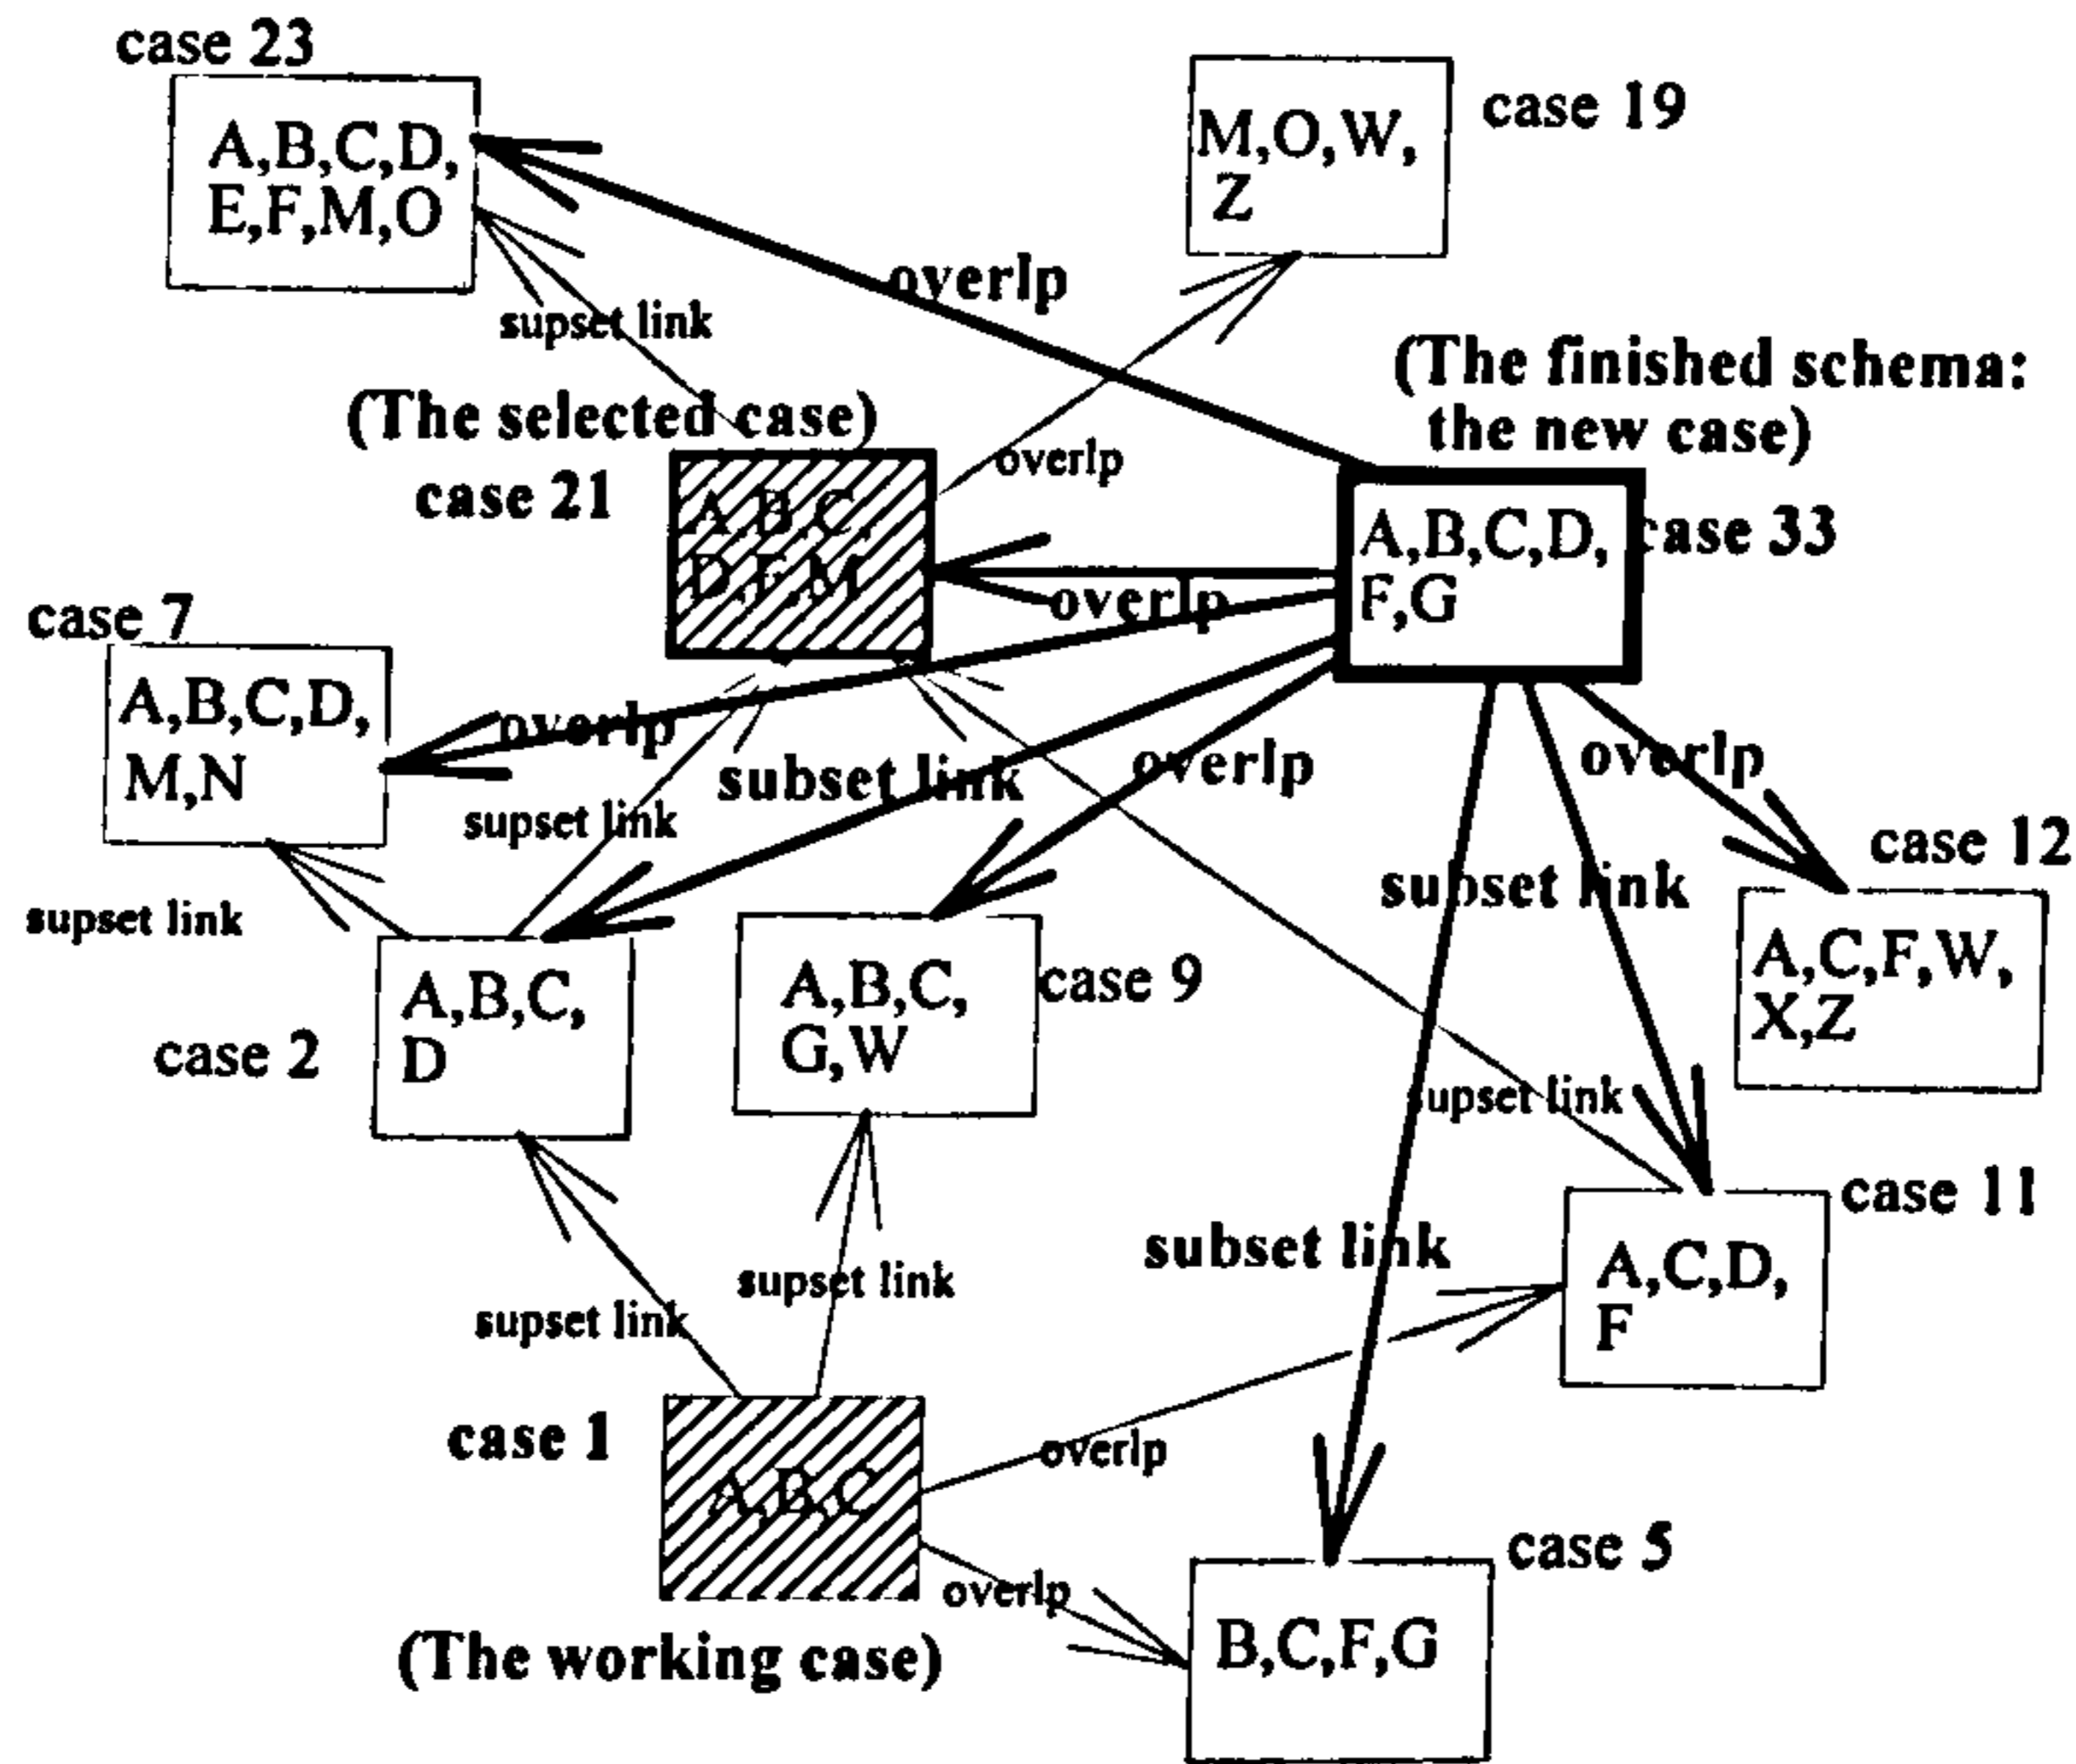 case 23
A,B,C,D,
E,F,M,O
M,O,W,
Z
case 19
overlp
supset link
(The finished schema:
the new case)
(The selected case)
case 21
overlp
A,B,C,
D,F,M
A,B,C,D,
F,G
case 33
overlp
case 7
A,B,C,D,
M,N
overlp
supset link
subset link
overlp
overlp
supset link
subset link
case 12
A,C,F,W,
X,Z
A,B,C,
D
case 2
A,B,C,
G,W
case 9
supset link
case 11
A,C,D,
F
subset link
supset link
supset link
case 1
A,B,C
overlp
overlp
case 5
B,C,F,G
(The working case)